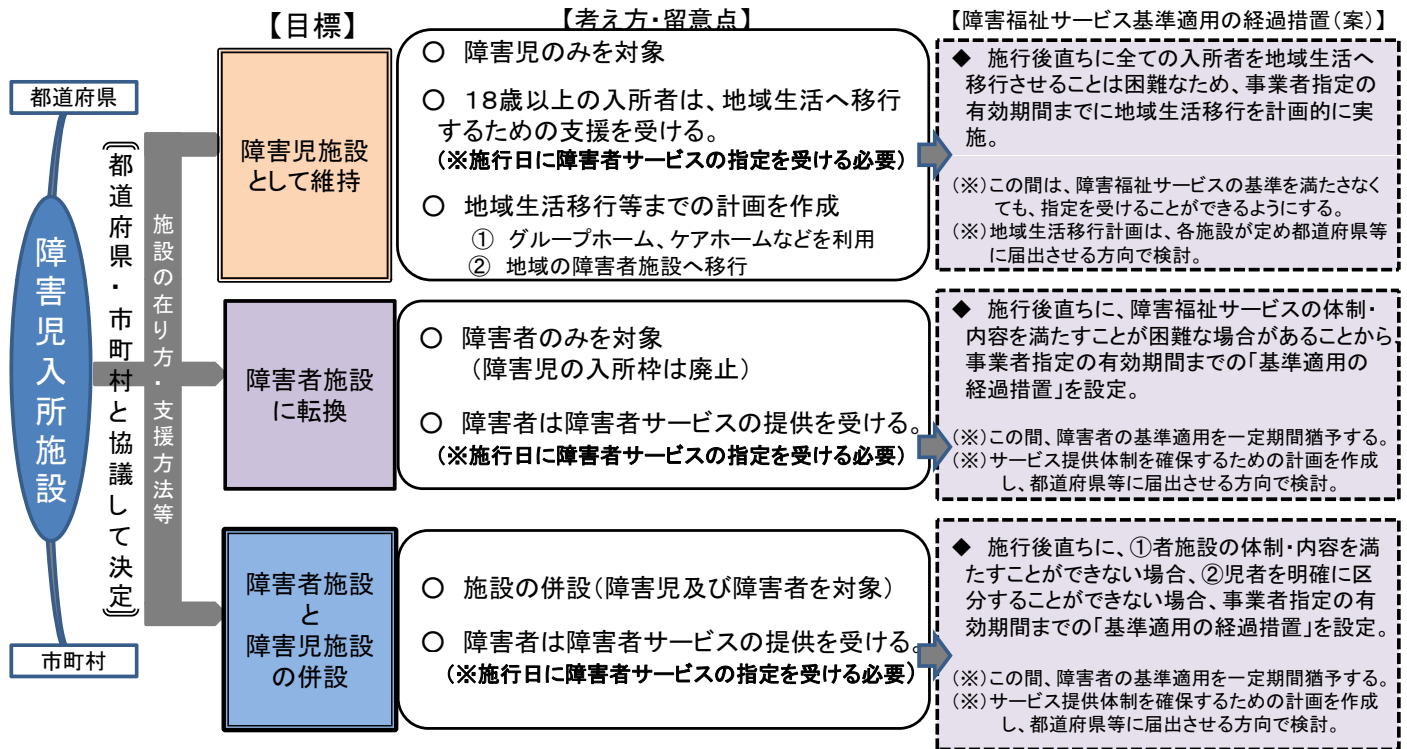 【目標】
【考え方・留意点】
【障害福祉サービス基準適用の経過措置(案)】
都道府県
障害児入所施設
市町村
(都道府県・市町村と協議して決定)
施設の在り方・支援方法等
障害児施設
として維持
○ 障害児のみを対象
○ 18歳以上の入所者は、地域生活へ移行
するための支援を受ける。
(※施行日に障害者サービスの指定を受ける必要)
○ 地域生活移行等までの計画を作成
① グループホーム、ケアホームなどを利用
② 地域の障害者施設へ移行
◆ 施行後直ちに全ての入所者を地域生活へ
移行させることは困難なため、事業者指定の
有効期間までに地域生活移行を計画的に実
施。
(※)この間は、障害福祉サービスの基準を満たさなく
ても、指定を受けることができるようにする。
(※)地域生活移行計画は、各施設が定め都道府県等
に届出させる方向で検討。
障害者施設
に転換
○ 障害者のみを対象
(障害児の入所枠は廃止)
○ 障害者は障害者サービスの提供を受ける。
(※施行日に障害者サービスの指定を受ける必要)
◆ 施行後直ちに、障害福祉サービスの体制・
内容を満たすことが困難な場合があることから、
事業者指定の有効期間までの「基準適用の
経過措置」を設定。
(※)この間、障害者の基準適用を一定期間猶予する。
(※)サービス提供体制を確保するための計画を作成
し、都道府県等に届出させる方向で検討。
障害者施設
と
障害児施設
の併設
○ 施設の併設(障害児及び障害者を対象)
○ 障害者は障害者サービスの提供を受ける。
(※施行日に障害者サービスの指定を受ける必要)
◆ 施行後直ちに、①者施設の体制・内容を満
たすことができない場合、②児者を明確に区
分することができない場合、事業者指定の有
効期間までの「基準適用の経過措置」を設定。
(※)この間、障害者の基準適用を一定期間猶予する。
(※)サービス提供体制を確保するための計画を作成
し、都道府県等に届出させる方向で検討。